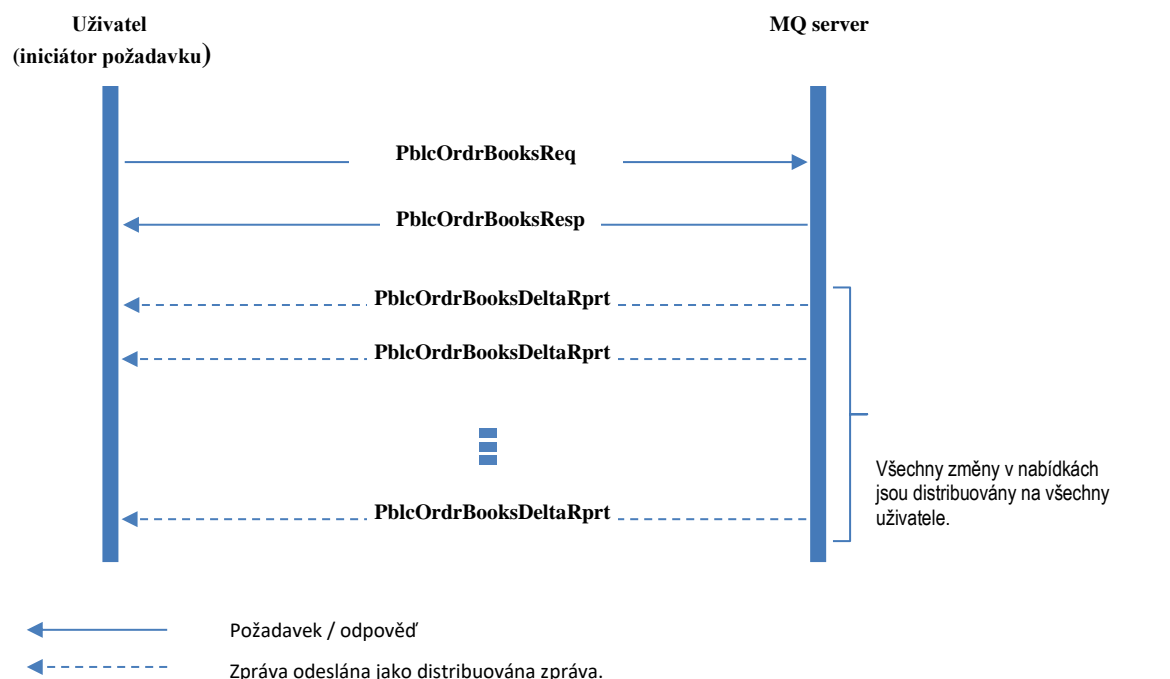 Uživatel
(iniciátor požadavku)
MQ server
PblcOrdrBooksReq
PblcOrdrBooksResp
PblcOrdrBooksDeltaRprt
PblcOrdrBooksDeltaRprt
Všechny změny v nabídkách
jsou distribuovány na všechny
uživatele.
PblcOrdrBooksDeltaRprt
Požadavek / odpověď
Zpráva odeslána jako distribuována zpráva.